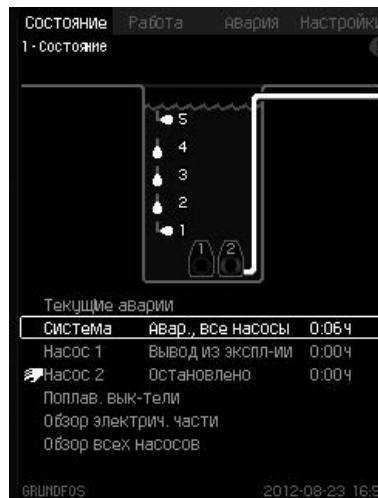 Состояние Работа Авария Настройки
1 - Состояние
5
4
3
2
1
1 2
Текущие аварии
Система Авар., все насосы 0:06ч
Насос 1 Вывод из экспл-ии 0:00ч
Насос 2 Остановлено 0:00ч
Поплав. вык-тели
Обзор электрич. части
Обзор всех насосов
GRUNDFOS 2012-08-23 16:5